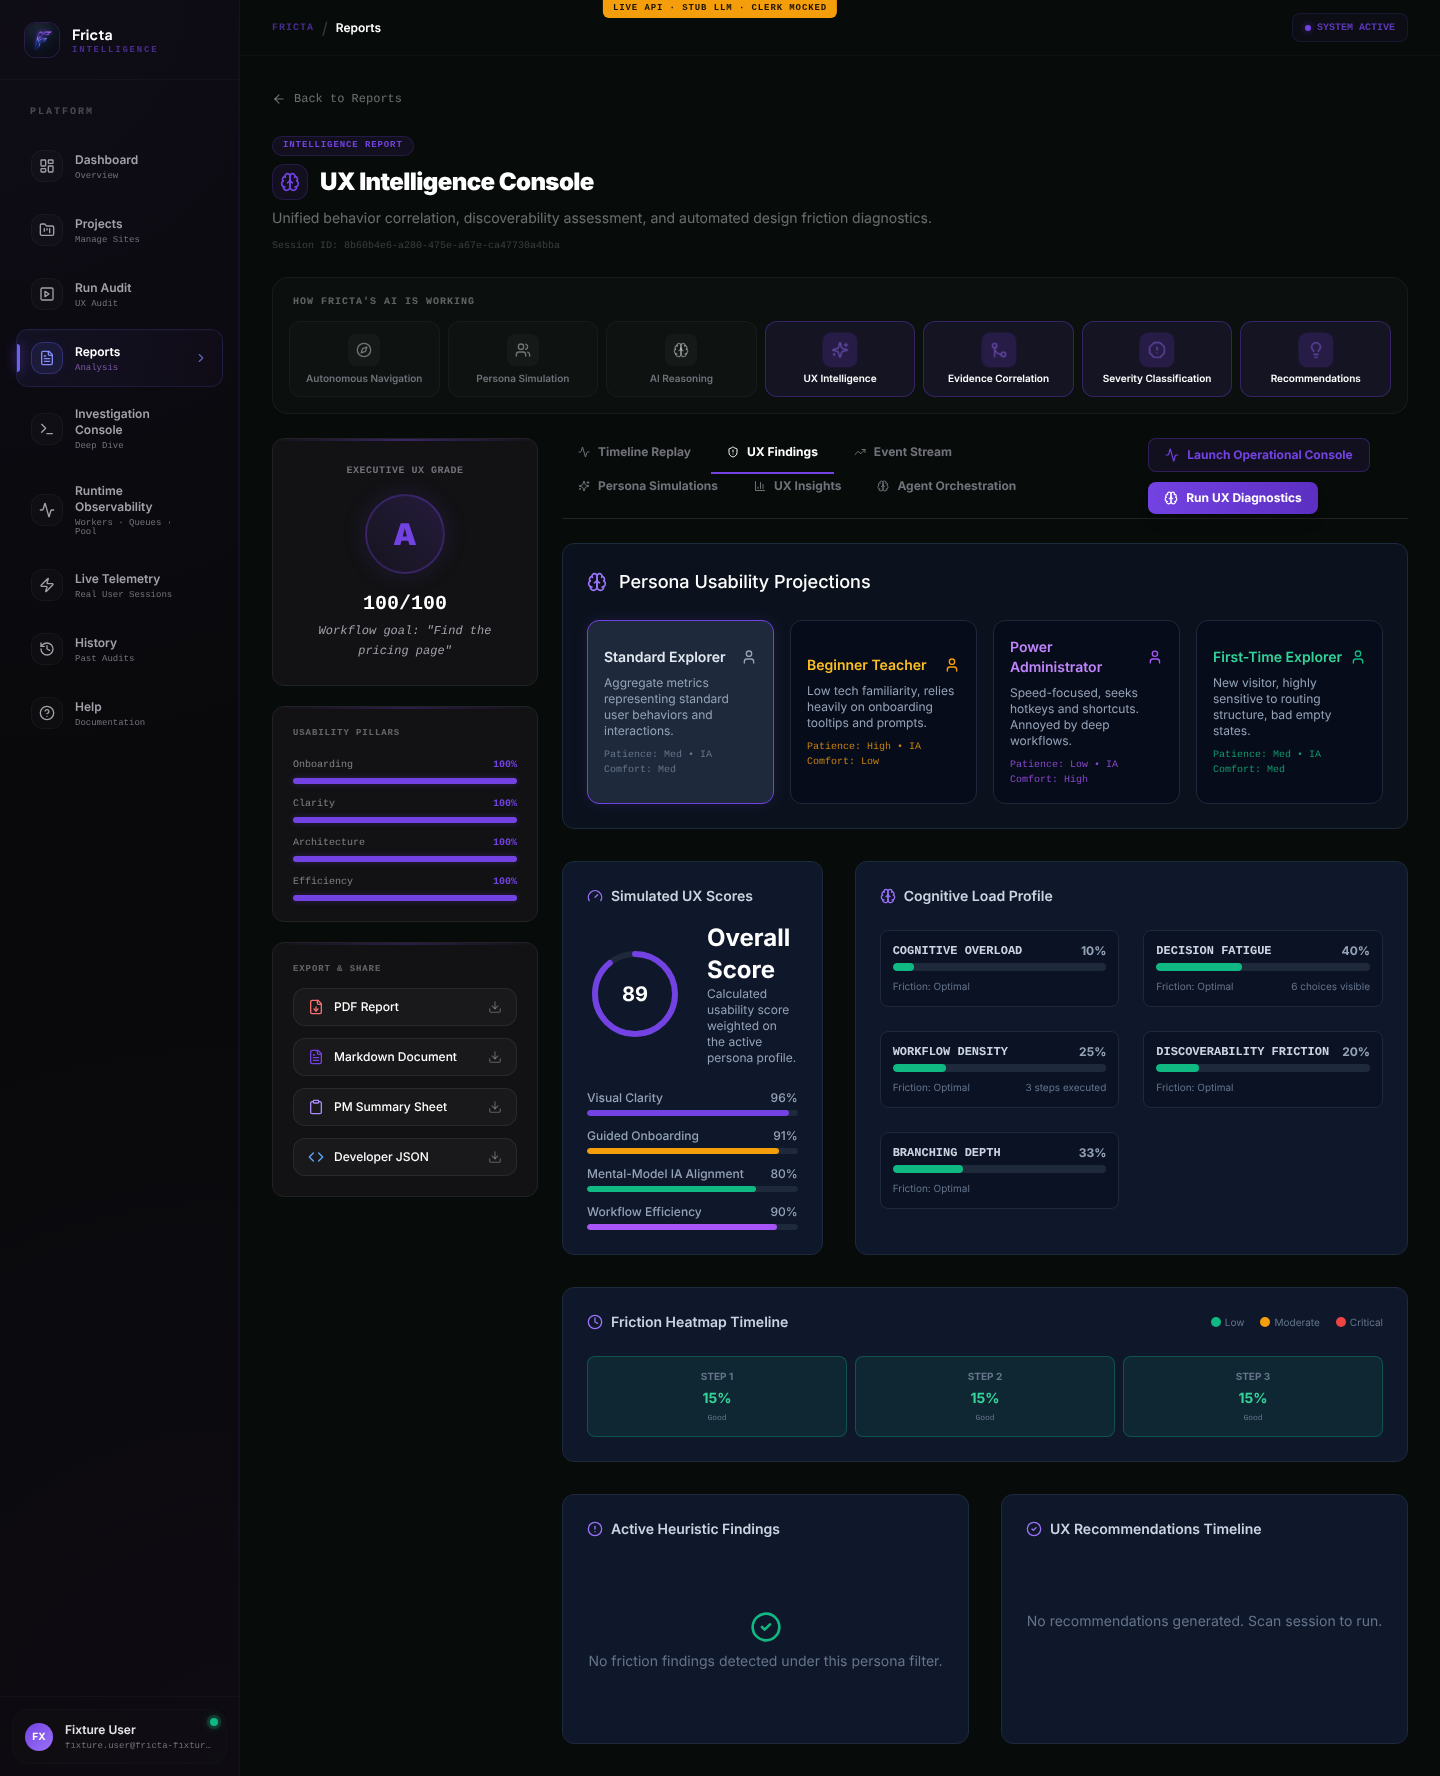 LIVE API · STUB LLM · CLERK MOCKED
Fricta
INTELLIGENCE
FRICTA / Reports
SYSTEM ACTIVE
PLATFORM
Dashboard
Overview
Projects
Manage Sites
Run Audit
UX Audit
Reports
Analysis
Investigation
Console
Deep Dive
Runtime
Observability
Workers · Queues ·
Pool
Live Telemetry
Real User Sessions
History
Past Audits
Help
Documentation
FX
Fixture User
fixture.user@fricta-fixtur…
Back to Reports
INTELLIGENCE REPORT
UX Intelligence Console
Unified behavior correlation, discoverability assessment, and automated design friction diagnostics.
Session ID: 8b60b4e6-a280-475e-a67e-ca47730a4bba
HOW FRICTA'S AI IS WORKING
Autonomous Navigation
Persona Simulation
AI Reasoning
UX Intelligence
Evidence Correlation
Severity Classification
Recommendations
EXECUTIVE UX GRADE
A
100/100
Workflow goal: "Find the
pricing page"
USABILITY PILLARS
Onboarding 100%
Clarity 100%
Architecture 100%
Efficiency 100%
EXPORT & SHARE
PDF Report
Markdown Document
PM Summary Sheet
Developer JSON
Timeline Replay
UX Findings
Event Stream
Persona Simulations
UX Insights
Agent Orchestration
Launch Operational Console
Run UX Diagnostics
Persona Usability Projections
Standard Explorer
Aggregate metrics
representing standard
user behaviors and
interactions.
Patience: Med • IA
Comfort: Med
Beginner Teacher
Low tech familiarity, relies
heavily on onboarding
tooltips and prompts.
Patience: High • IA
Comfort: Low
Power
Administrator
Speed-focused, seeks
hotkeys and shortcuts.
Annoyed by deep
workflows.
Patience: Low • IA
Comfort: High
First-Time Explorer
New visitor, highly
sensitive to routing
structure, bad empty
states.
Patience: Med • IA
Comfort: Med
Simulated UX Scores
89
Overall
Score
Calculated
usability score
weighted on
the active
persona profile.
Visual Clarity 96%
Guided Onboarding 91%
Mental-Model IA Alignment 80%
Workflow Efficiency 90%
Cognitive Load Profile
COGNITIVE OVERLOAD 10%
Friction: Optimal
DECISION FATIGUE 40%
Friction: Optimal 6 choices visible
WORKFLOW DENSITY 25%
Friction: Optimal 3 steps executed
DISCOVERABILITY FRICTION 20%
Friction: Optimal
BRANCHING DEPTH 33%
Friction: Optimal
Friction Heatmap Timeline
Low
Moderate
Critical
STEP 1
15%
Good
STEP 2
15%
Good
STEP 3
15%
Good
Active Heuristic Findings
No friction findings detected under this persona filter.
UX Recommendations Timeline
No recommendations generated. Scan session to run.